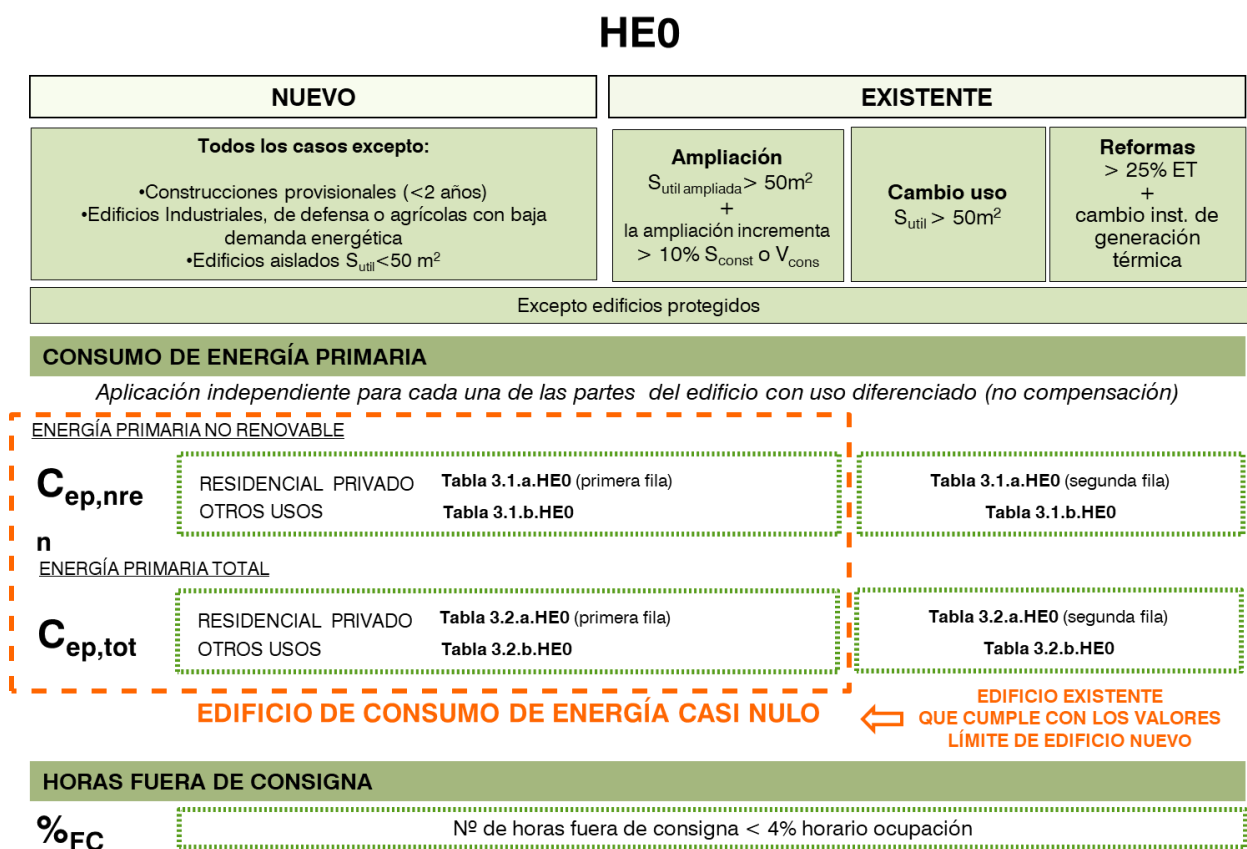 HE0
NUEVO
EXISTENTE
Todos los casos excepto:
•Construcciones provisionales (<2 años)
•Edificios Industriales, de defensa o agrícolas con baja
demanda energética
•Edificios aislados Sutil<50 m²
Ampliación
Sutil ampliada> 50m²
+
la ampliación incrementa
> 10% Sconst o Vcons
Cambio uso
Sutil > 50m²
Reformas
> 25% ET
+
cambio inst. de
generación
térmica
Excepto edificios protegidos
CONSUMO DE ENERGÍA PRIMARIA
Aplicación independiente para cada una de las partes del edificio con uso diferenciado (no compensación)
ENERGÍA PRIMARIA NO RENOVABLE
Cep,nre
n
RESIDENCIAL PRIVADO Tabla 3.1.a.HE0 (primera fila)
OTROS USOS Tabla 3.1.b.HE0
Tabla 3.1.a.HE0 (segunda fila)
Tabla 3.1.b.HE0
ENERGÍA PRIMARIA TOTAL
Cep,tot
RESIDENCIAL PRIVADO Tabla 3.2.a.HE0 (primera fila)
OTROS USOS Tabla 3.2.b.HE0
Tabla 3.2.a.HE0 (segunda fila)
Tabla 3.2.b.HE0
EDIFICIO DE CONSUMO DE ENERGÍA CASI NULO
EDIFICIO EXISTENTE
QUE CUMPLE CON LOS VALORES
LÍMITE DE EDIFICIO NUEVO
HORAS FUERA DE CONSIGNA
%FC
Nº de horas fuera de consigna < 4% horario ocupación